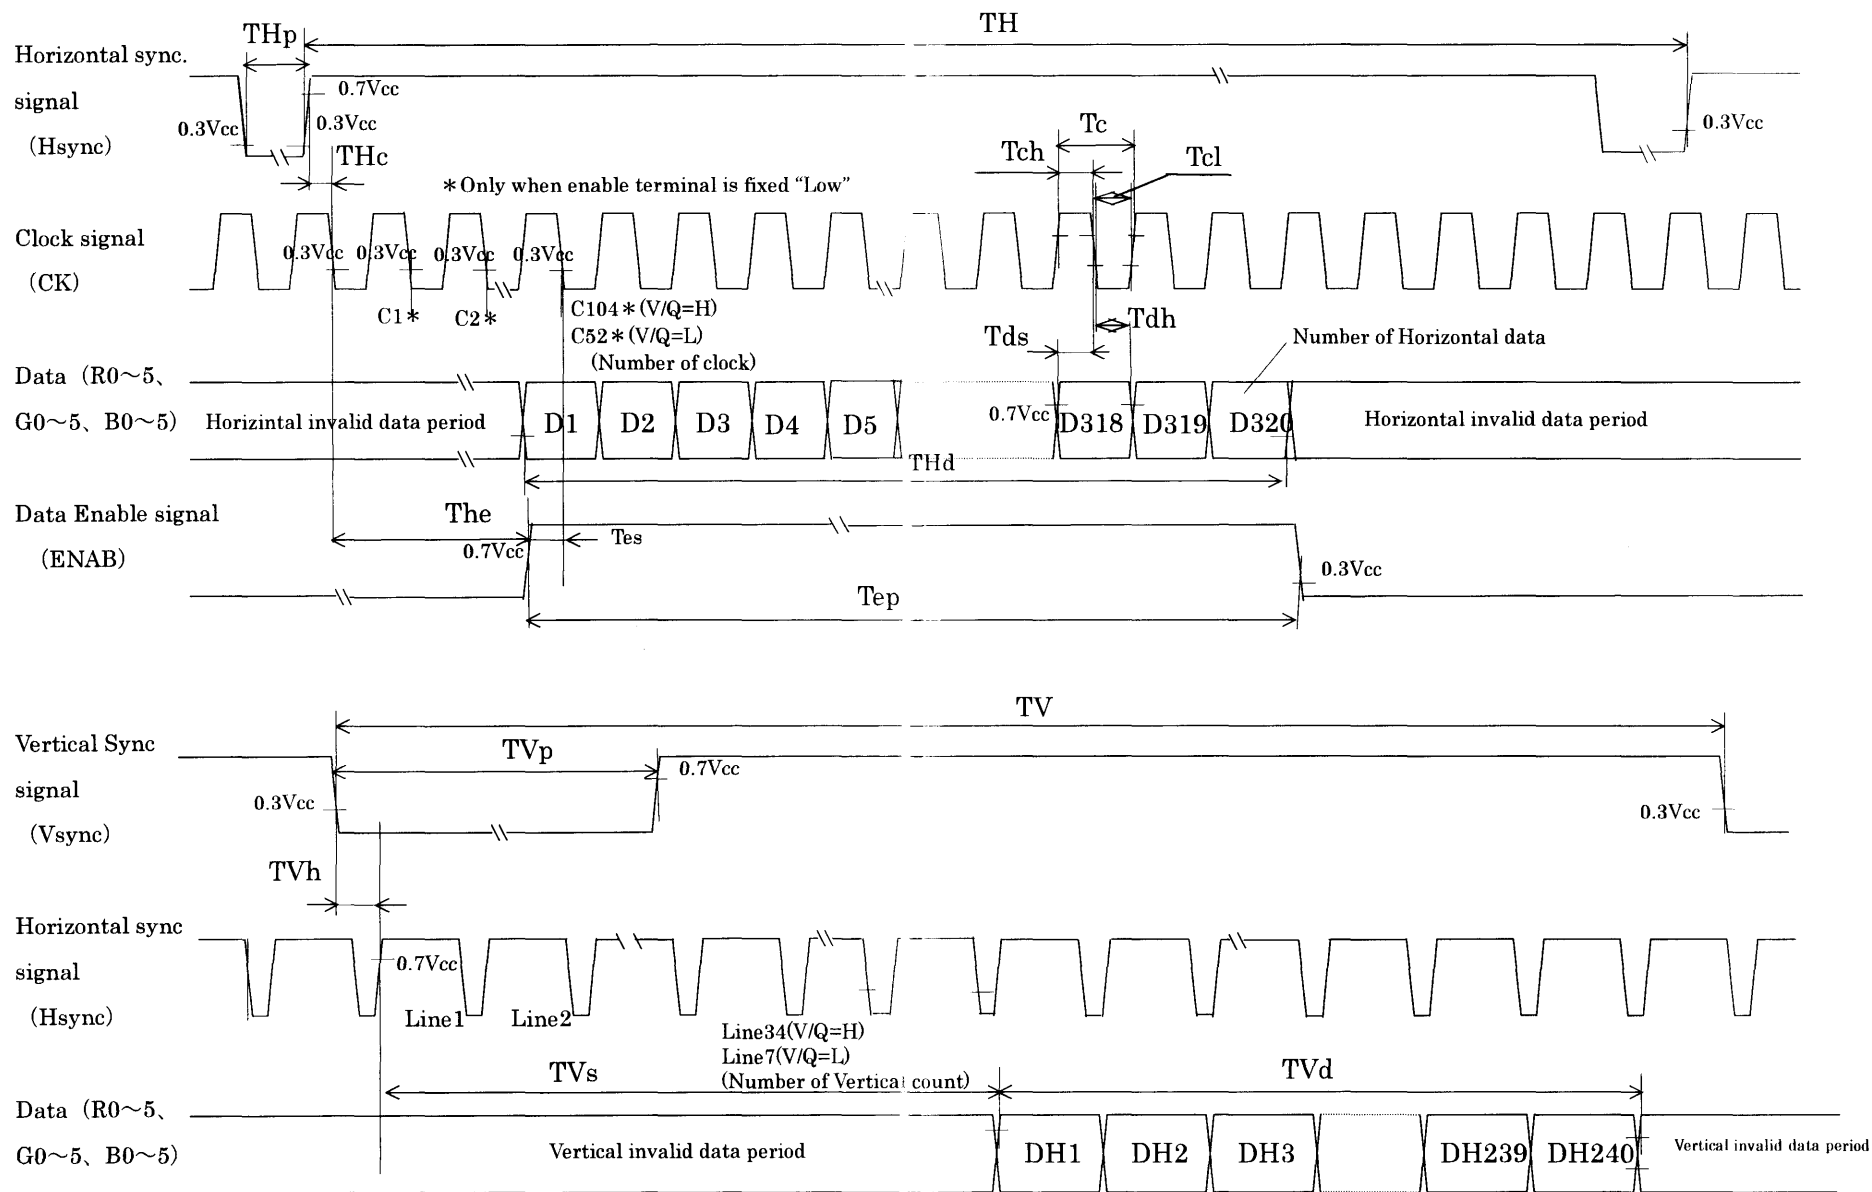 THp
TH
Horizontal sync.
signal
(Hsync)
0.7Vcc
0.3Vcc
0.3Vcc
0.3Vcc
THc
Tc
Tch
Tcl
*Only when enable terminal is fixed “Low”
Clock signal
(CK)
0.3Vcc 0.3Vcc 0.3Vcc 0.3Vcc
C1* C2*
C104*(V/Q=H)
C52*(V/Q=L)
(Number of clock)
Tds
Tdh
Number of Horizontal data
Data (R0~5、
G0~5、B0~5)
Horizintal invalid data period
D1 D2 D3 D4 D5
0.7Vcc
D318 D319 D320
Horizontal invalid data period
THd
Data Enable signal
(ENAB)
The
0.7Vcc
Tes
0.3Vcc
Tep
TV
Vertical Sync
signal
(Vsync)
TVp
0.7Vcc
0.3Vcc
0.3Vcc
TVh
Horizontal sync
signal
(Hsync)
0.7Vcc
Line1 Line2
Line34(V/Q=H)
Line7(V/Q=L)
(Number of Vertical count)
TVs
TVd
Data (R0~5、
G0~5、B0~5)
Vertical invalid data period
DH1 DH2 DH3 DH239 DH240
Vertical invalid data period